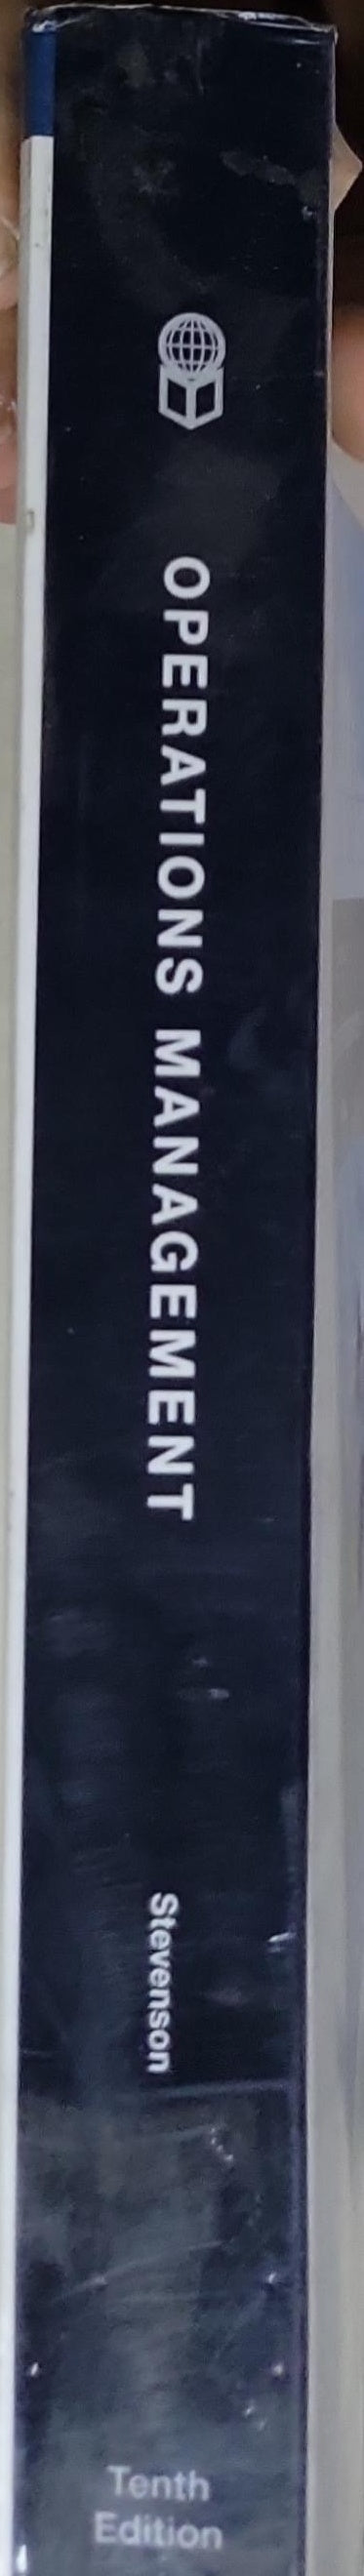 OPERATIONS MANAGEMENT
Stevenson
Tenth
Edition